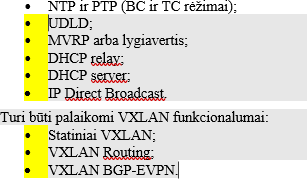 • NTP ir PTP (BC ir TC rėžimai);
• UDLD;
• MVRP arba lygiavertis;
• DHCP relay;
• DHCP server;
• IP Direct Broadcast.
Turi būti palaikomi VXLAN funkcionalumai:
• Statiniai VXLAN;
• VXLAN Routing;
• VXLAN BGP-EVPN.